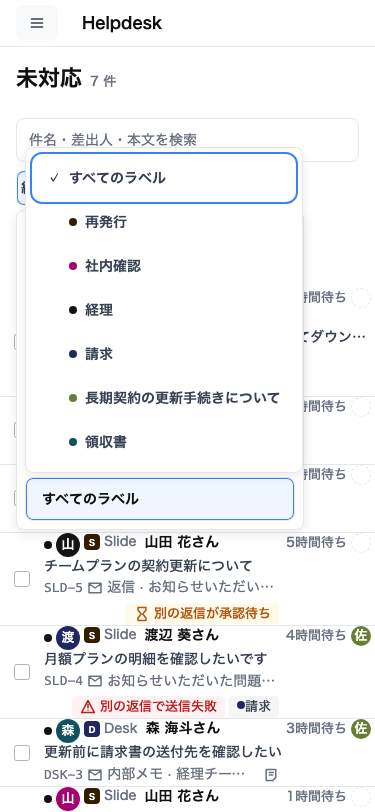 Helpdesk
未対応 7 件
件名・差出人・本文を検索
✓ すべてのラベル
再発行
社内確認
経理
請求
長期契約の更新手続きについて
領収書
すべてのラベル
時間待ち
てダウン…
時間待ち
時間待ち
山 S Slide 山田 花さん 5時間待ち
チームプランの契約更新について
SLD-5 返信・お知らせいただい…
別の返信が承認待ち
渡 S Slide 渡辺 葵さん 4時間待ち 佐
月額プランの明細を確認したいです
SLD-4 お知らせいただいた問題…
別の返信で送信失敗 請求
森 D Desk 森 海斗さん 3時間待ち 佐
更新前に請求書の送付先を確認したい
DSK-3 内部メモ・経理チー…
山 S Slide 山田 花さん 1時間待ち